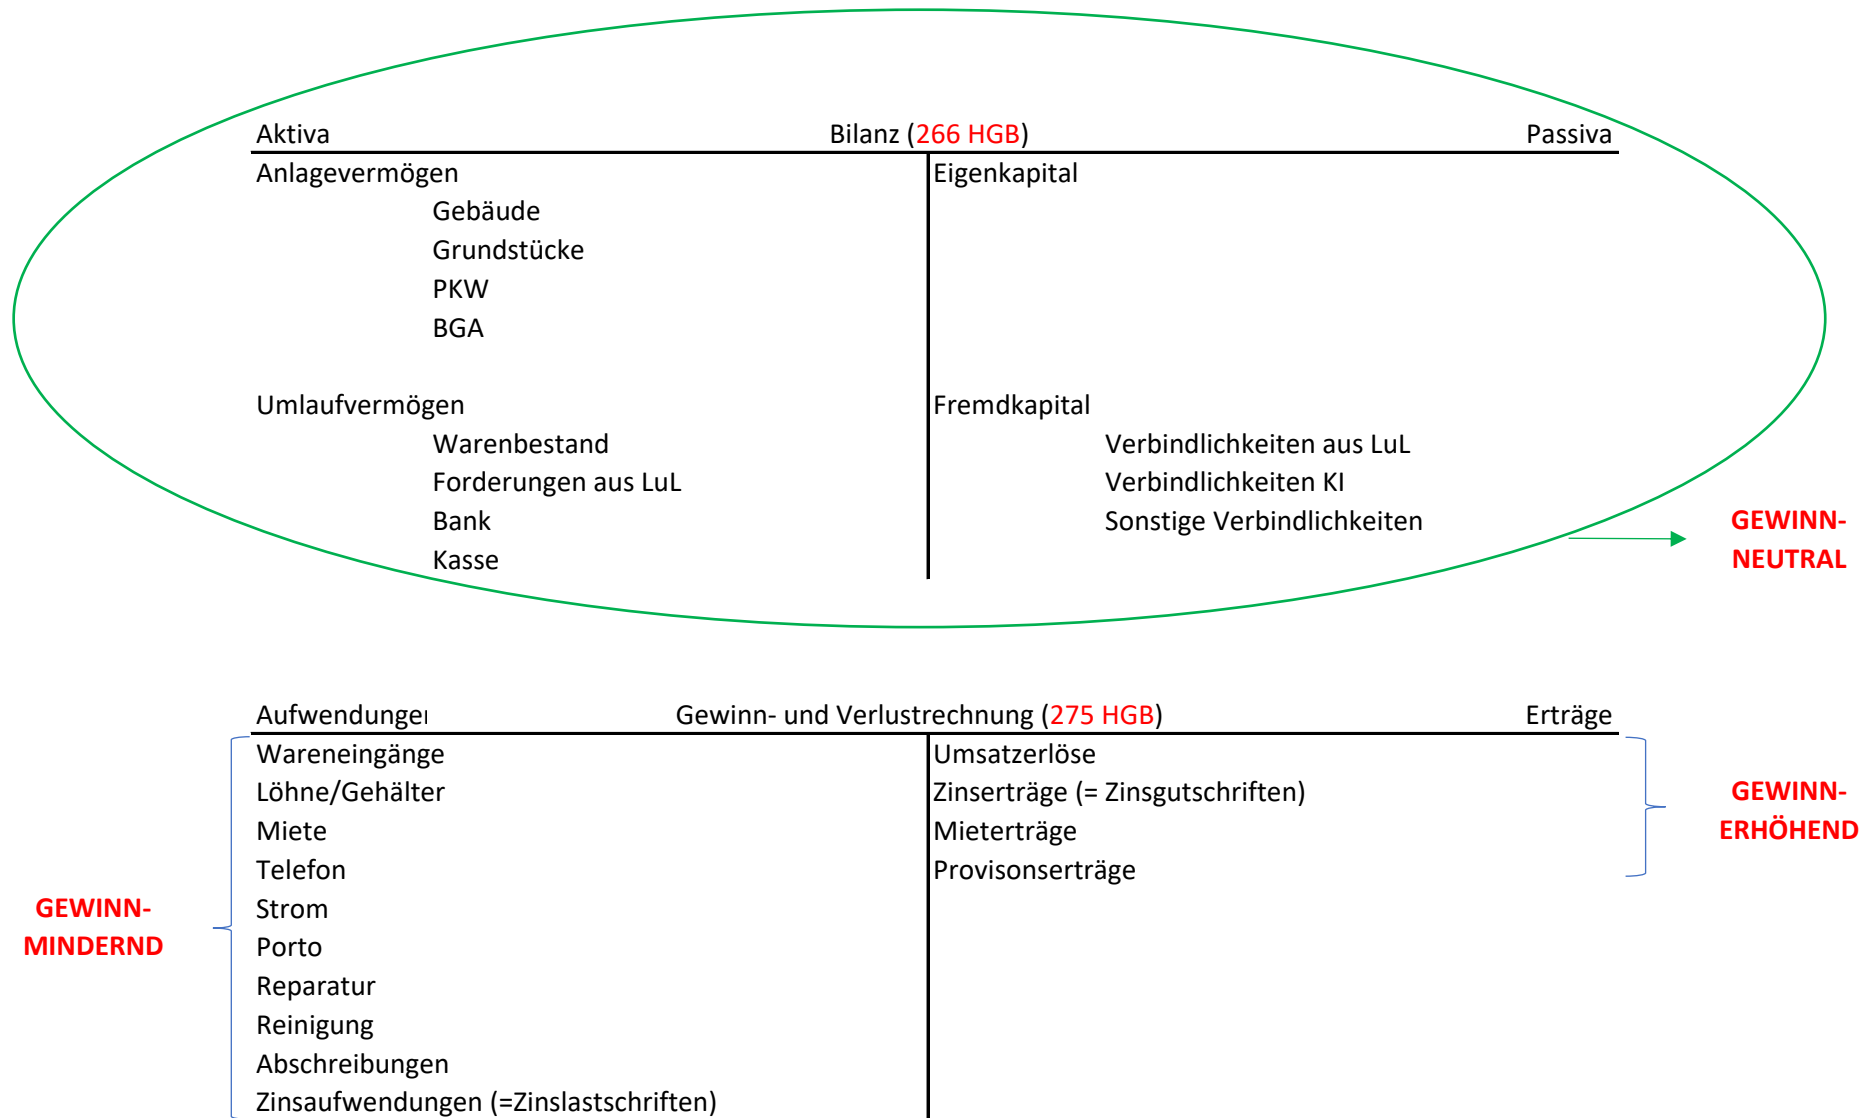 Aktiva Bilanz (266 HGB) Passiva
Anlagevermögen Eigenkapital
Gebäude
Grundstücke
PKW
BGA
Umlaufvermögen Fremdkapital
Warenbestand Verbindlichkeiten aus LuL
Forderungen aus LuL Verbindlichkeiten KI
Bank Sonstige Verbindlichkeiten
Kasse
GEWINN-
NEUTRAL
Aufwendungen Gewinn- und Verlustrechnung (275 HGB) Erträge
Wareneingänge Umsatzerlöse
Löhne/Gehälter Zinserträge (= Zinsgutschriften)
Miete Mieterträge
Telefon Provisonserträge
GEWINN-
ERHÖHEND
Strom
Porto
Reparatur
Reinigung
Abschreibungen
Zinsaufwendungen (=Zinslastschriften)
GEWINN-
MINDERND